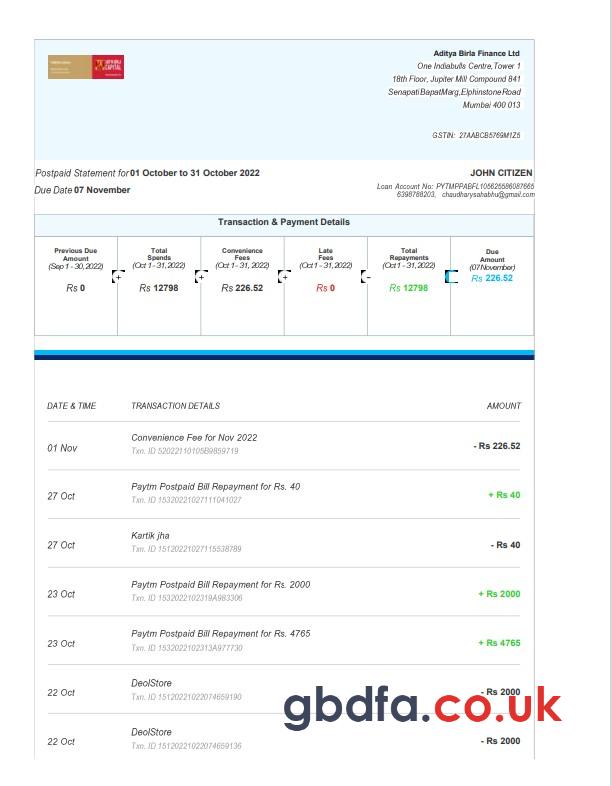 Aditya Birla Finance Ltd
One Indiabulls Centre,Tower 1
18th Floor, Jupiter Mill Compound 841
SenapatiBapatMarg,ElphinstoneRoad
Mumbai 400 013
GSTIN: 27AABCB5769M1Z6
Postpaid Statement for 01 October to 31 October 2022
JOHN CITIZEN
Due Date 07 November
Loan Account No: PYTMPPABFL105625586087665
6398788203, chaudharysahabhu@gmail.com
Transaction & Payment Details
Previous Due Amount (Sep 1 - 30, 2022) Rs 0
+
Total Spends (Oct 1 - 31, 2022) Rs 12798
+
Convenience Fees (Oct 1 - 31, 2022) Rs 226.52
+
Late Fees (Oct 1 - 31, 2022) Rs 0
-
Total Repayments (Oct 1 - 31, 2022) Rs 12798
Due Amount (07November) Rs 226.52
DATE & TIME TRANSACTION DETAILS AMOUNT
01 Nov Convenience Fee for Nov 2022 - Rs 226.52
Txn. ID 52022110105B9859719
27 Oct Paytm Postpaid Bill Repayment for Rs. 40 + Rs 40
Txn. ID 15320221027111041027
27 Oct Kartik jha - Rs 40
Txn. ID 15120221027115538789
23 Oct Paytm Postpaid Bill Repayment for Rs. 2000 + Rs 2000
Txn. ID 1532022102319A983306
23 Oct Paytm Postpaid Bill Repayment for Rs. 4765 + Rs 4765
Txn. ID 1532022102313A977730
22 Oct DeolStore - Rs 2000
Txn. ID 15120221022074659190
gbdfa.co.uk
22 Oct DeolStore - Rs 2000
Txn. ID 15120221022074659136